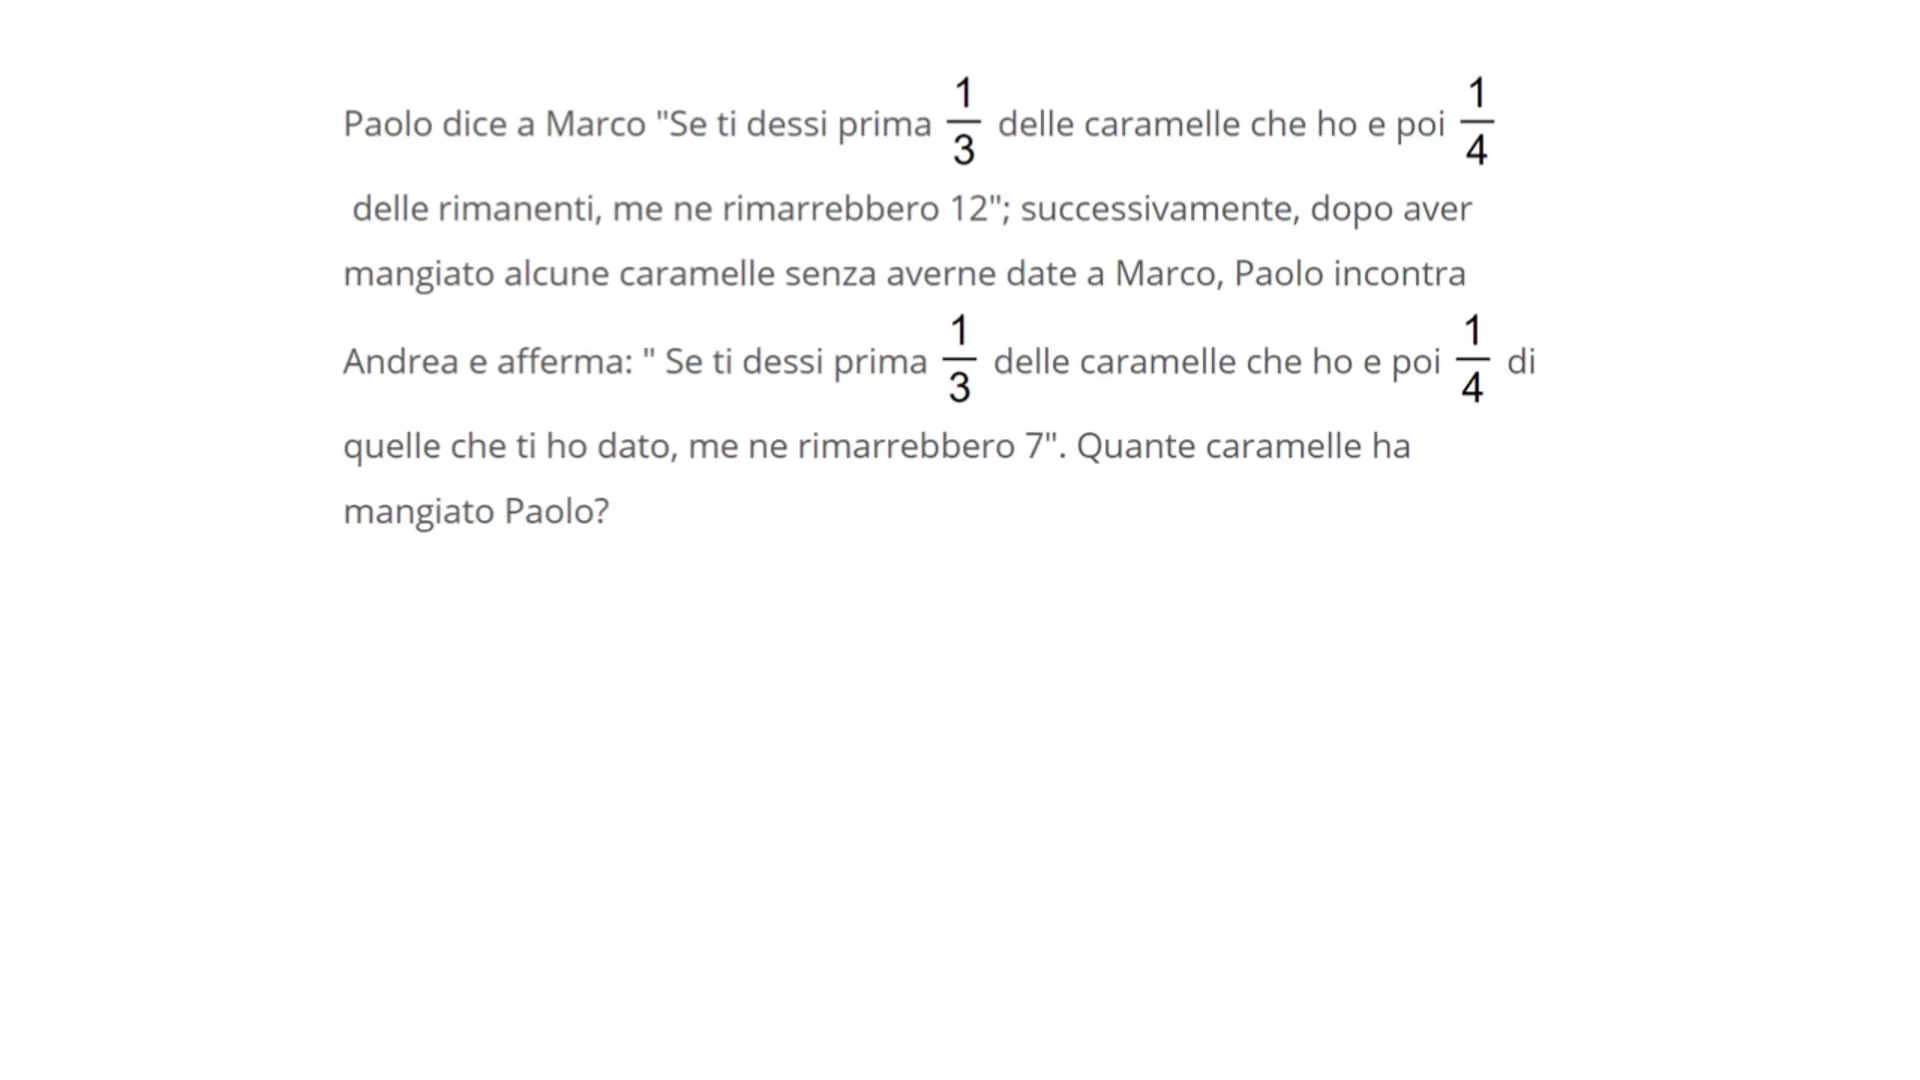 Paolo dice a Marco "Se ti dessi prima 1/3 delle caramelle che ho e poi 1/4
delle rimanenti, me ne rimarrebbero 12"; successivamente, dopo aver
mangiato alcune caramelle senza averne date a Marco, Paolo incontra
Andrea e afferma: " Se ti dessi prima 1/3 delle caramelle che ho e poi 1/4 di
quelle che ti ho dato, me ne rimarrebbero 7". Quante caramelle ha
mangiato Paolo?